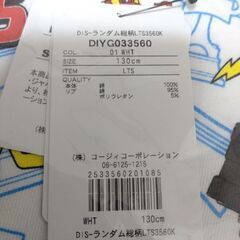 DIS-ランダム総柄LTS3560K
DIYG033560
COL 01 WHT
SIZE 130cm
ITEM LTS
QUALITY
本体 綿 100%
リブ 綿 95%
ポリウレタン 5%
(株) コージィコーポレーション
06-6125-1215
2533560201085
WHT 130cm
DIS-ランダム総柄LTS3560K